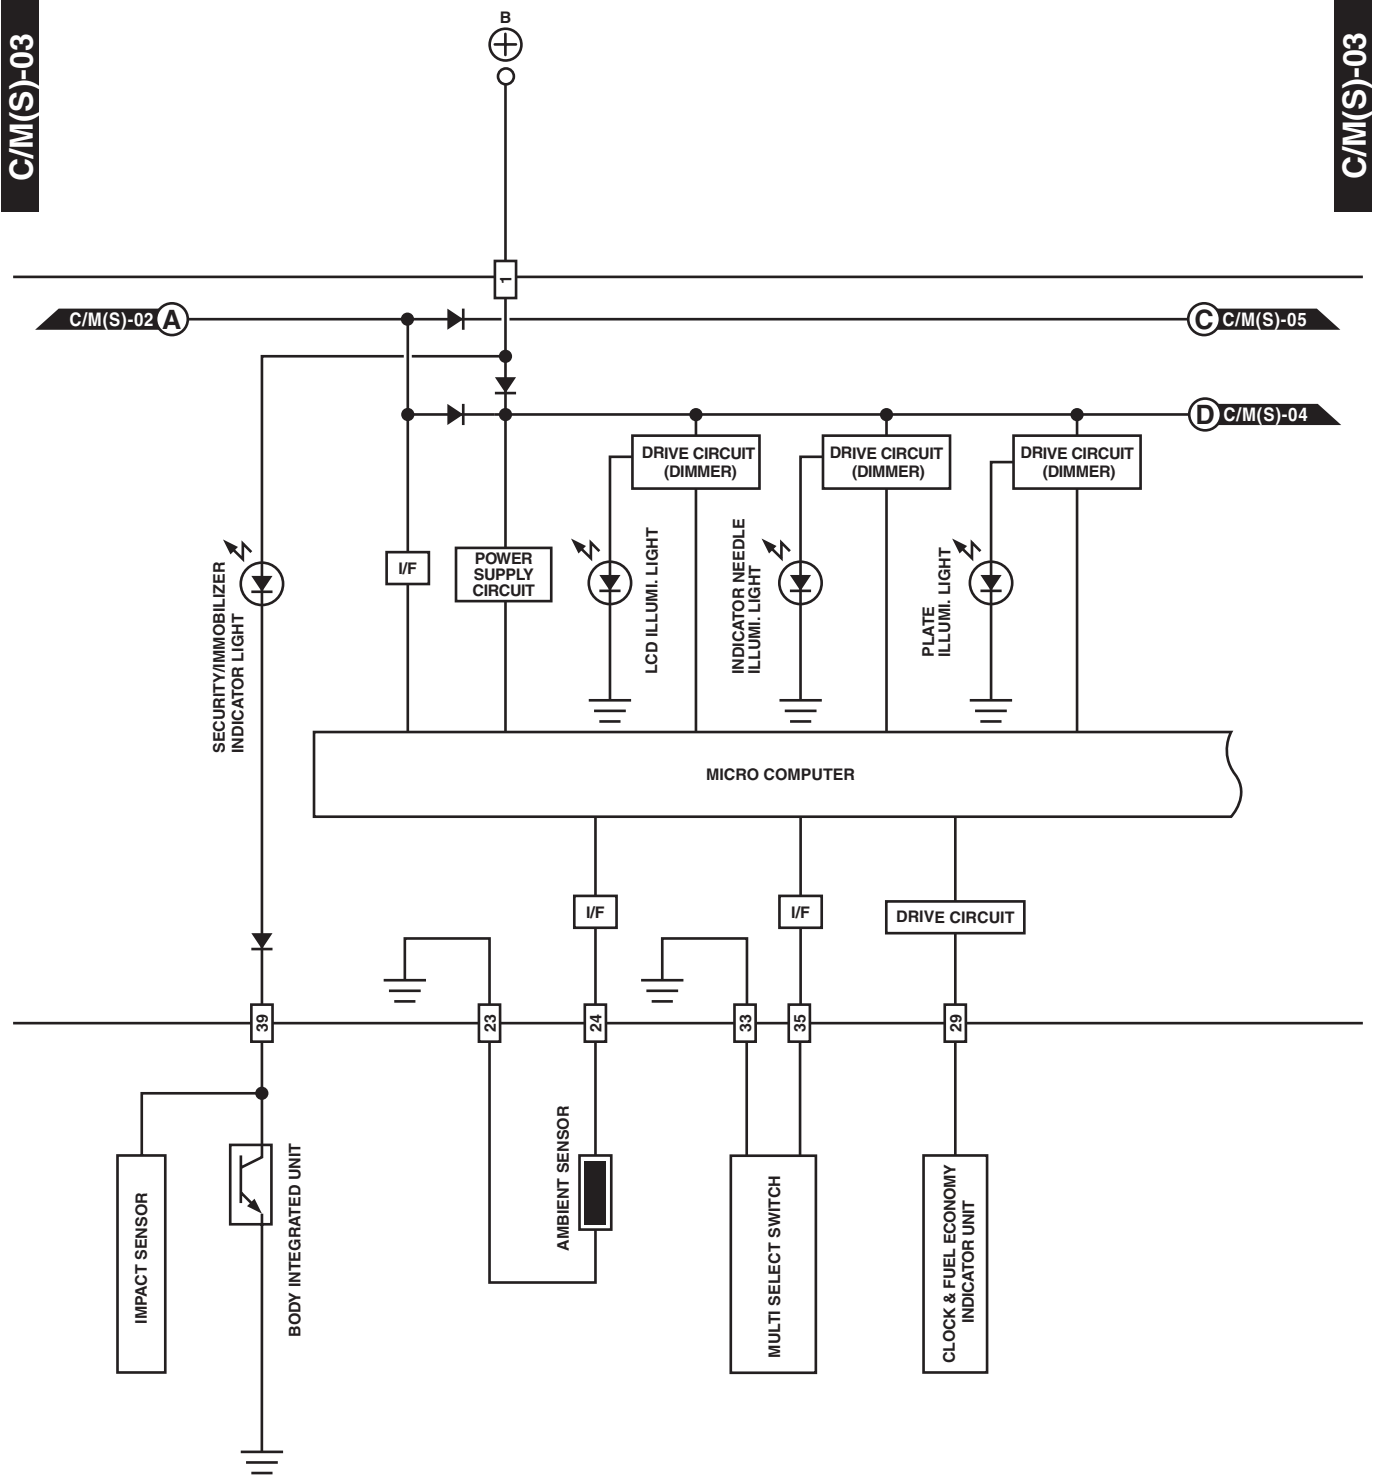 C/M(S)-03
C/M(S)-03
B
1
C/M(S)-02 A
C C/M(S)-05
D C/M(S)-04
DRIVE CIRCUIT
(DIMMER)
DRIVE CIRCUIT
(DIMMER)
DRIVE CIRCUIT
(DIMMER)
SECURITY/IMMOBILIZER
INDICATOR LIGHT
I/F
POWER
SUPPLY
CIRCUIT
LCD ILLUMI. LIGHT
INDICATOR NEEDLE
ILLUMI. LIGHT
PLATE
ILLUMI. LIGHT
MICRO COMPUTER
I/F
I/F
DRIVE CIRCUIT
39
23
24
33
35
29
IMPACT SENSOR
BODY INTEGRATED UNIT
AMBIENT SENSOR
MULTI SELECT SWITCH
CLOCK & FUEL ECONOMY
INDICATOR UNIT